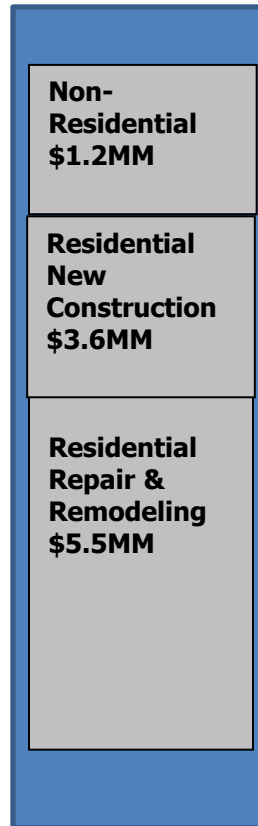 Non-
Residential
$1.2MM
Residential
New
Construction
$3.6MM
Residential
Repair &
Remodeling
$5.5MM